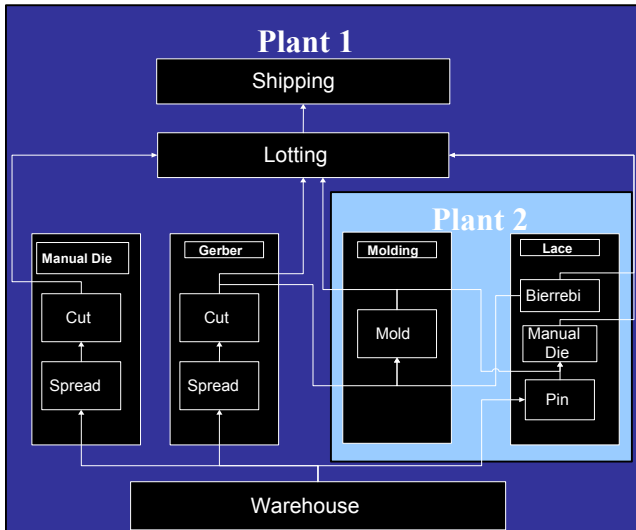 Plant 1
Shipping
Lotting
Plant 2
Manual Die
Gerber
Molding
Lace
Cut
Cut
Mold
Bierrebi
Manual
Die
Spread
Spread
Pin
Warehouse